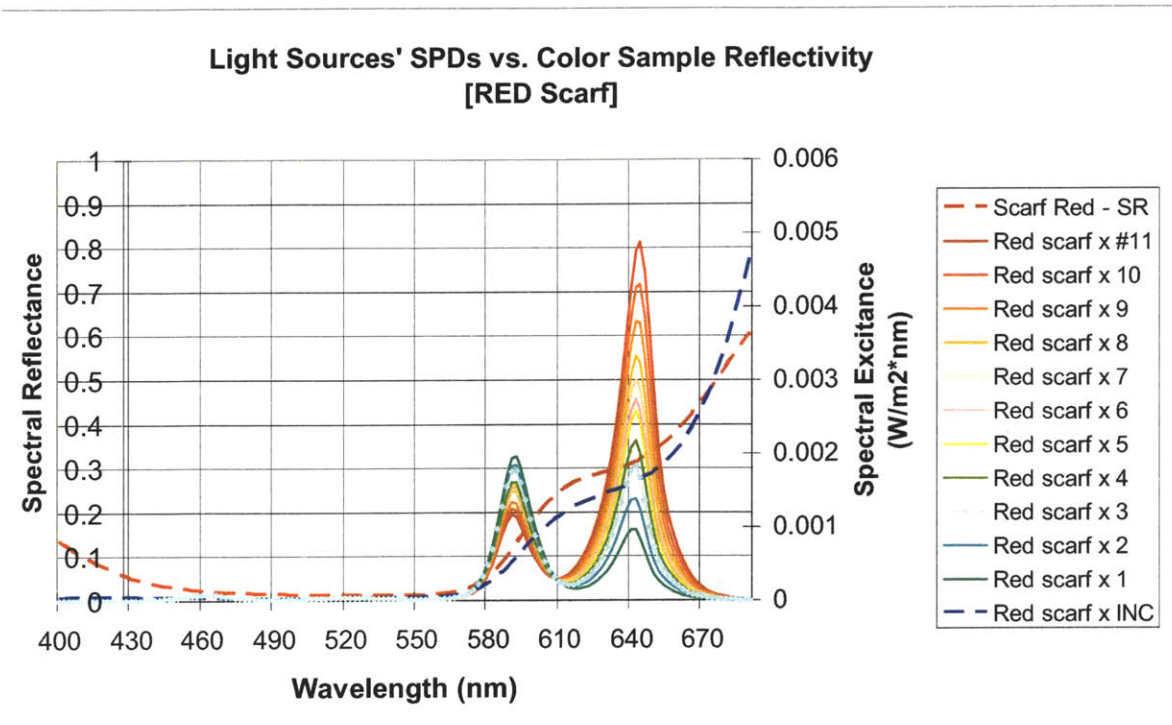 Light Sources' SPDs vs. Color Sample Reflectivity
[RED Scarf]
Spectral Reflectance
1
0.9
0.8
0.7
0.6
0.5
0.4
0.3
0.2
0.1
0
400 430 460 490 520 550 580 610 640 670
Wavelength (nm)
0.006
0.005
0.004
0.003
0.002
0.001
0
Spectral Excitance
(W/m2*nm)
Scarf Red - SR
Red scarf x #11
Red scarf x 10
Red scarf x 9
Red scarf x 8
Red scarf x 7
Red scarf x 6
Red scarf x 5
Red scarf x 4
Red scarf x 3
Red scarf x 2
Red scarf x 1
Red scarf x INC